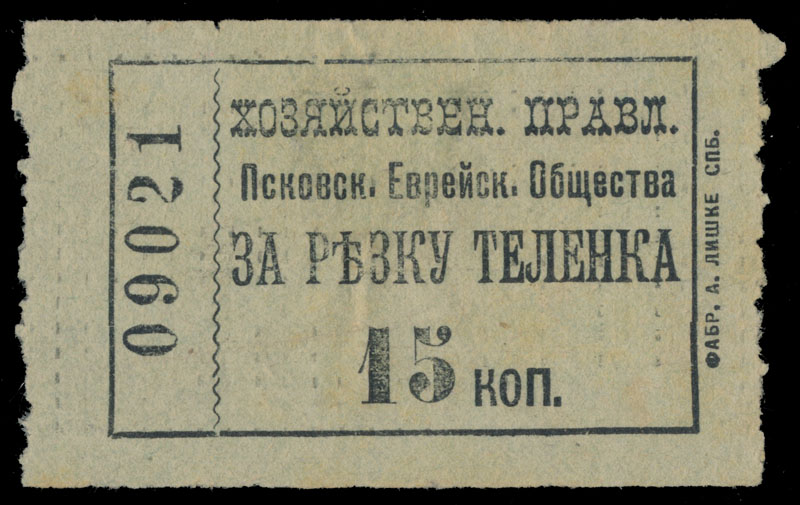 09021
ХОЗЯЙСТВЕН. ПРАВЛ.
Псковск. Еврейск. Общества
ЗА РѢЗКУ ТЕЛЕНКА
15 коп.
ФАБР. А. ЛИШКЕ СПБ.